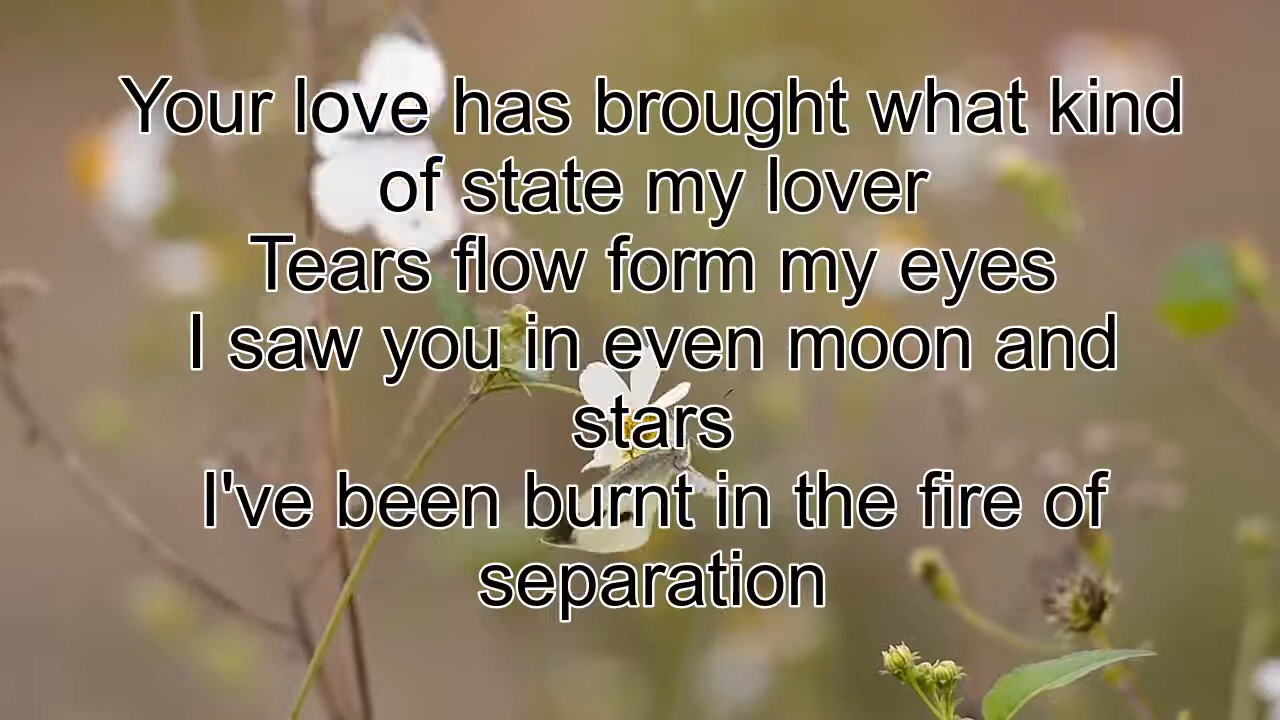 Your love has brought what kind
of state my lover
Tears flow form my eyes
I saw you in even moon and
stars
I've been burnt in the fire of
separation